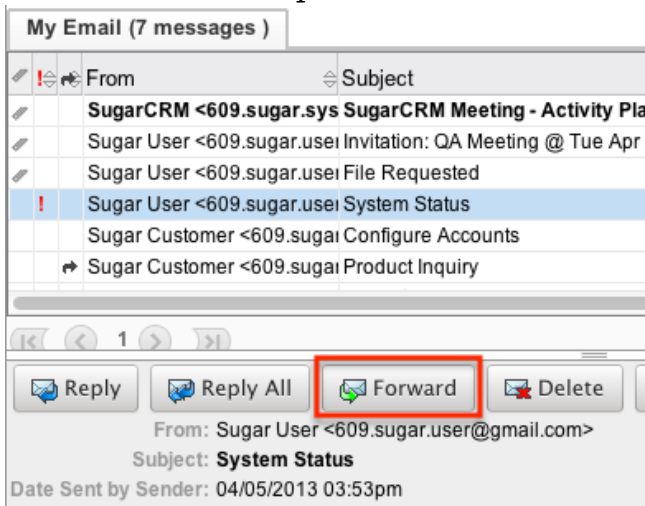 My Email (7 messages )
! From Subject
SugarCRM <609.sugar.sys SugarCRM Meeting - Activity Pla
Sugar User <609.sugar.user Invitation: QA Meeting @ Tue Apr
Sugar User <609.sugar.user File Requested
! Sugar User <609.sugar.user System Status
Sugar Customer <609.sugar Configure Accounts
Sugar Customer <609.sugar Product Inquiry
1
Reply Reply All Forward Delete
From: Sugar User <609.sugar.user@gmail.com>
Subject: System Status
Date Sent by Sender: 04/05/2013 03:53pm